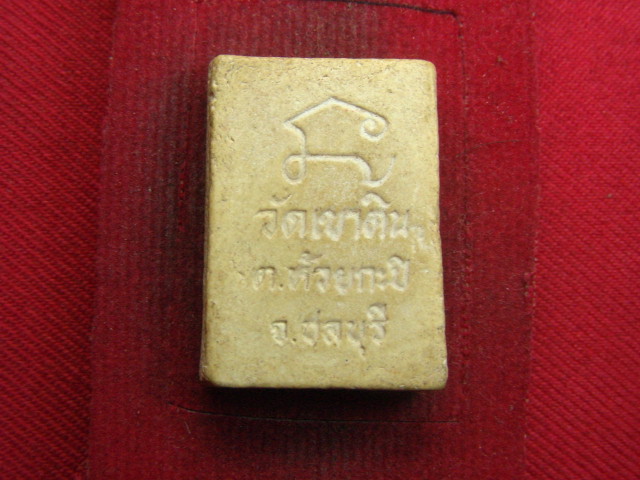 วัดเขาดิน
ต.ห้วยกะปิ
จ.ชลบุรี